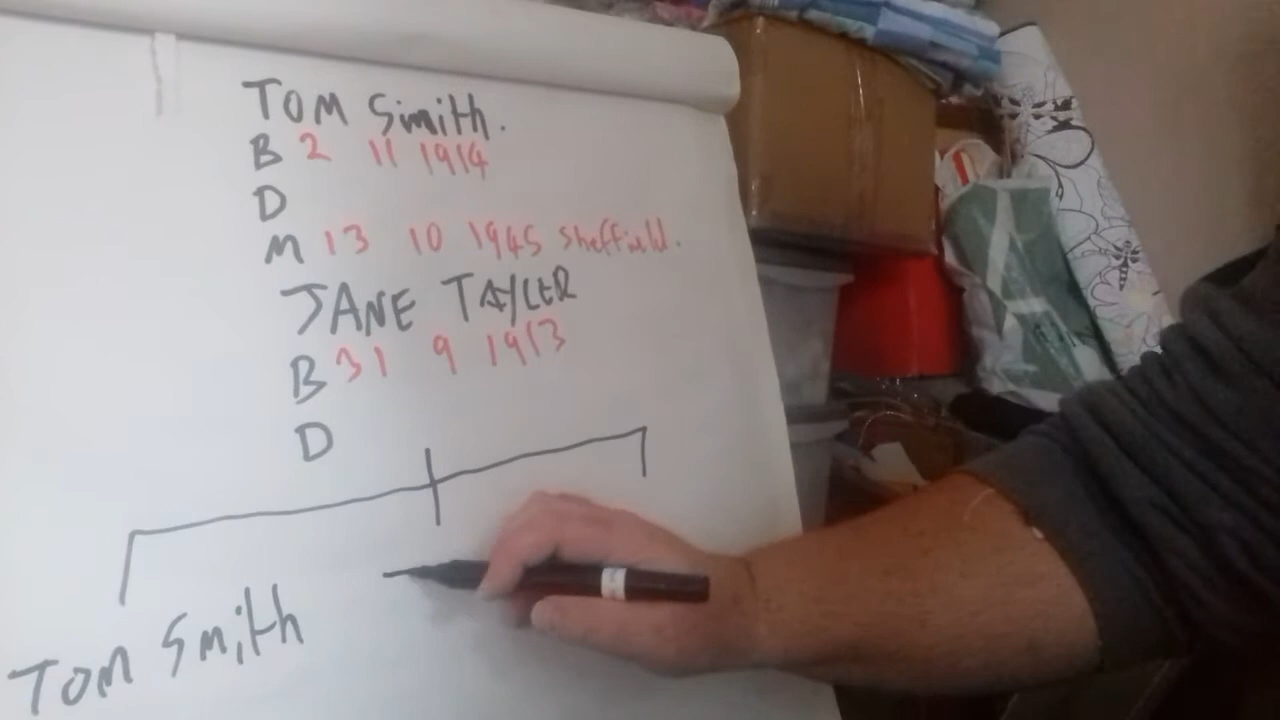 TOM Smith.
B 2 11 1914
D
M 13 10 1945 Sheffield.
JANE TAYLER
B 31 9 1913
D
Tom Smith